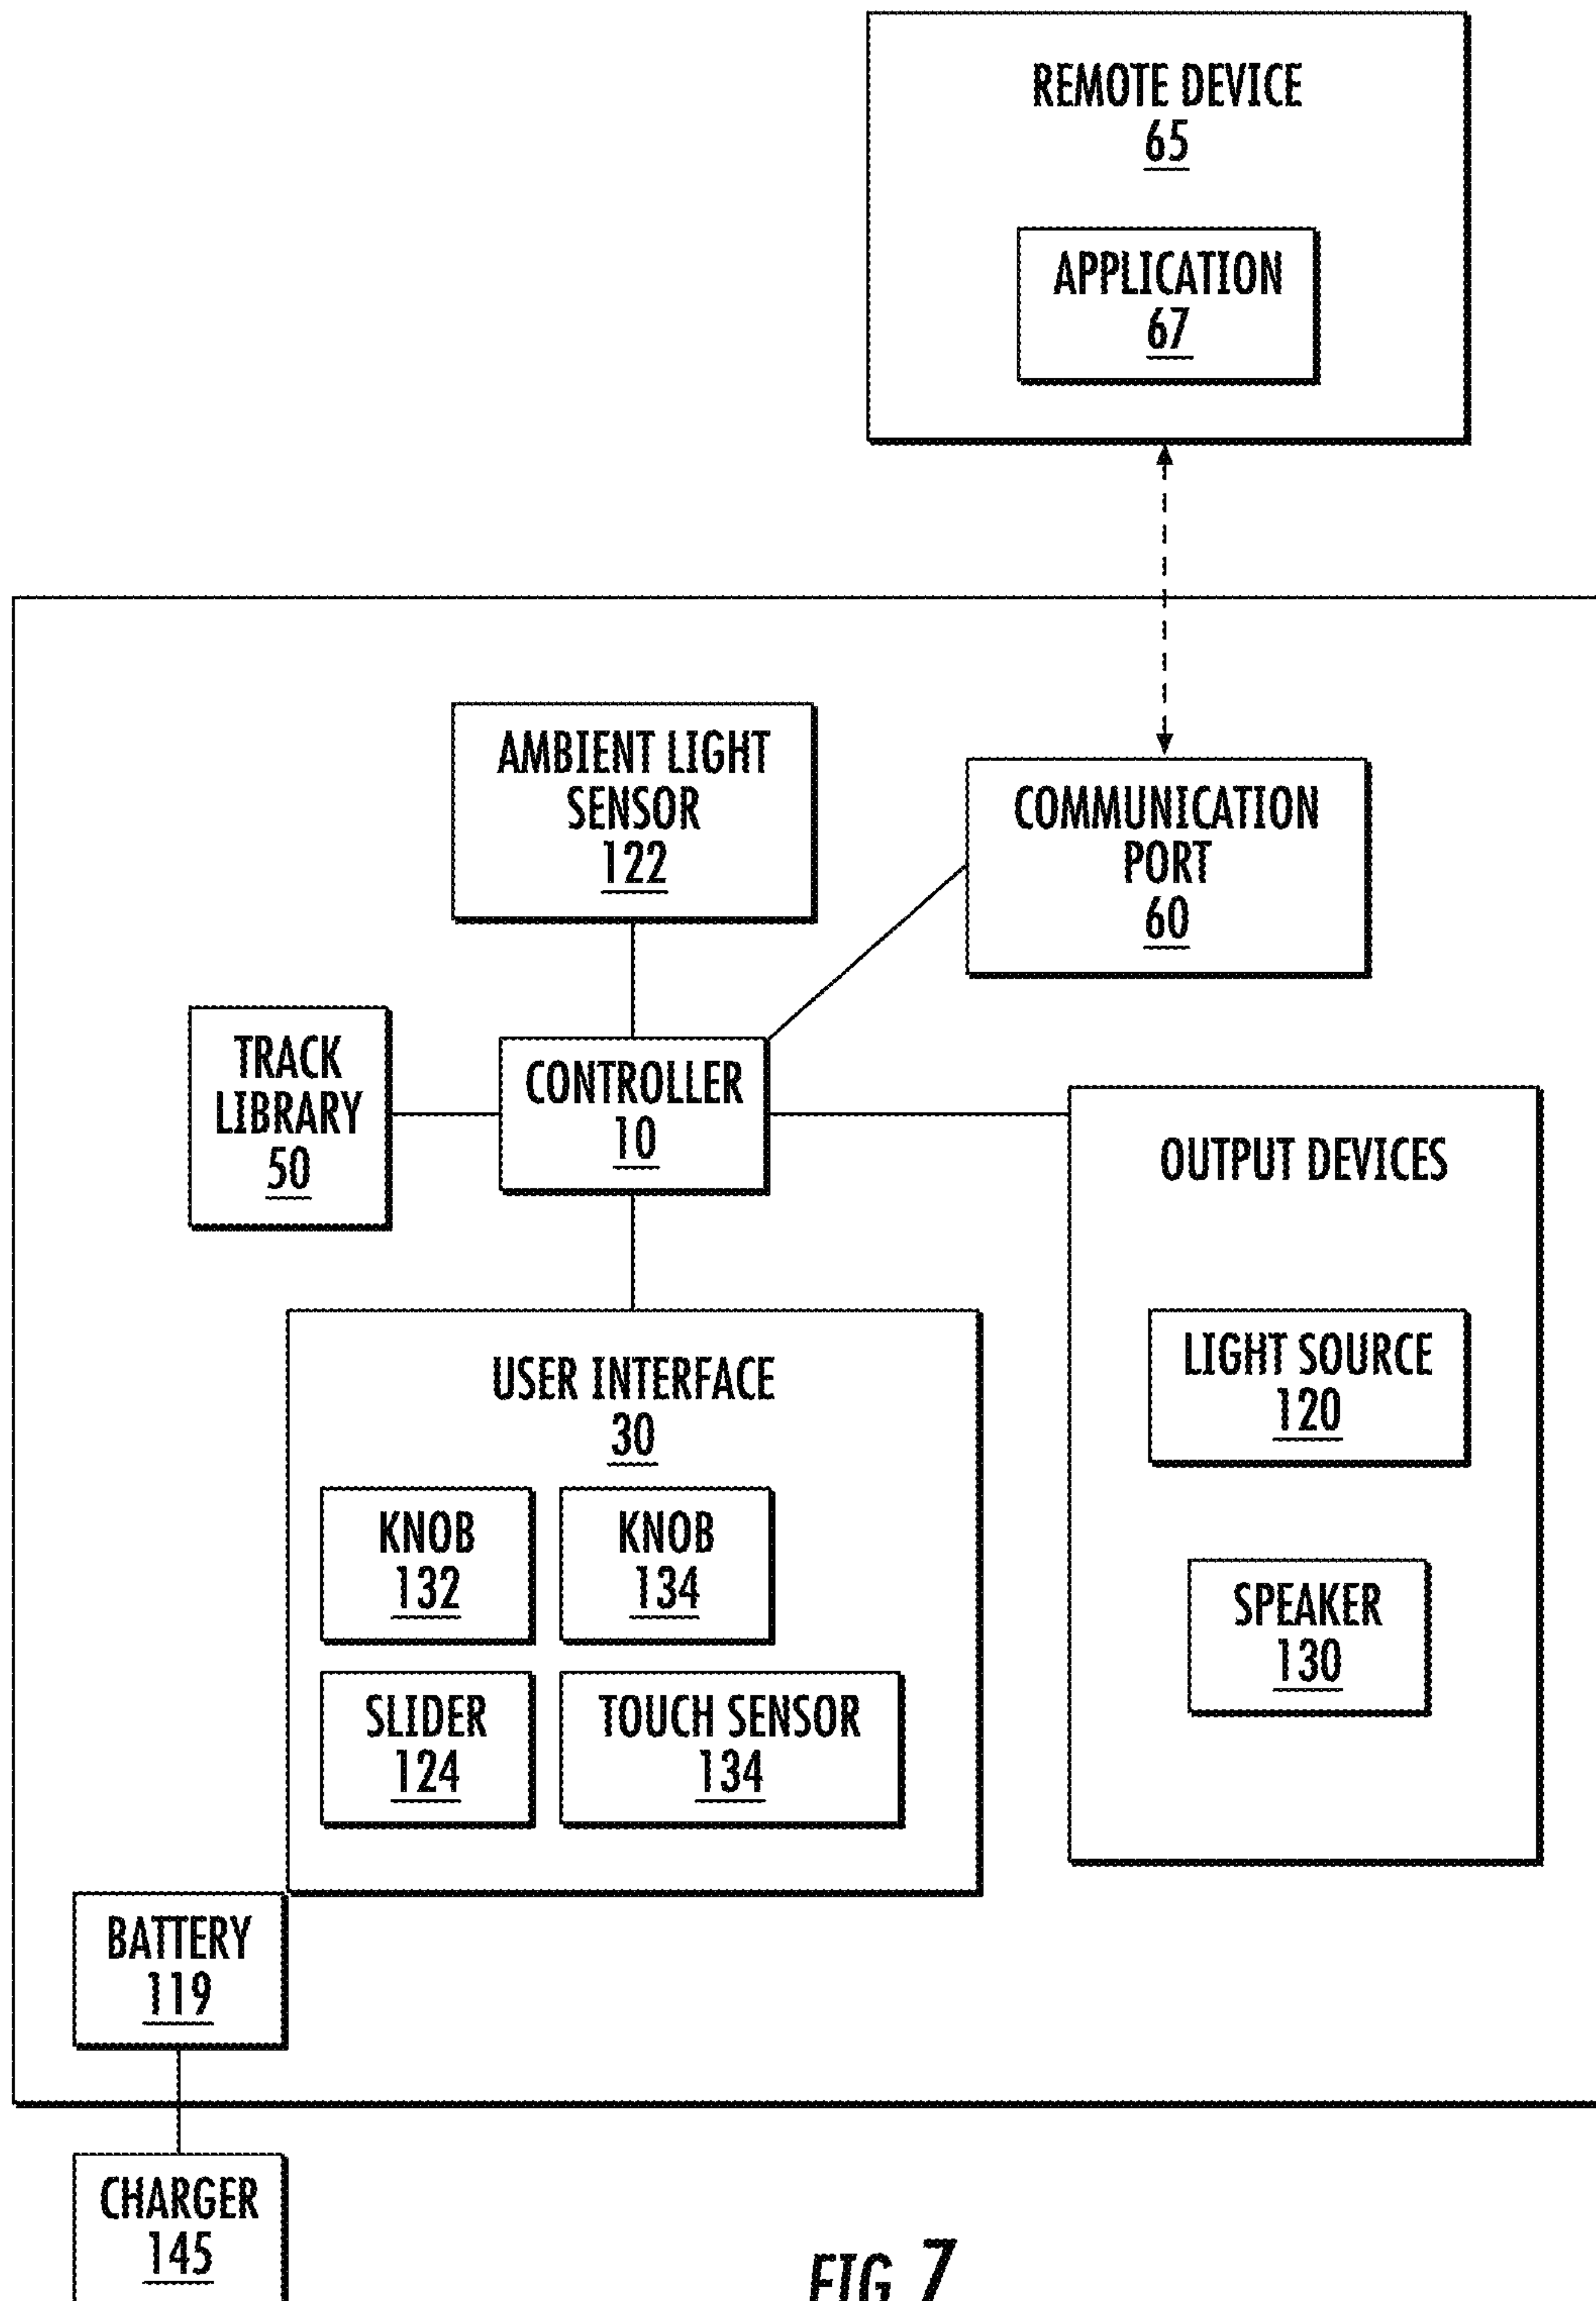 REMOTE DEVICE
65
APPLICATION
67
AMBIENT LIGHT
SENSOR
122
COMMUNICATION
PORT
60
TRACK
LIBRARY
50
CONTROLLER
10
OUTPUT DEVICES
LIGHT SOURCE
120
SPEAKER
130
USER INTERFACE
30
KNOB
132
KNOB
134
SLIDER
124
TOUCH SENSOR
134
BATTERY
119
CHARGER
145
FIG. 7